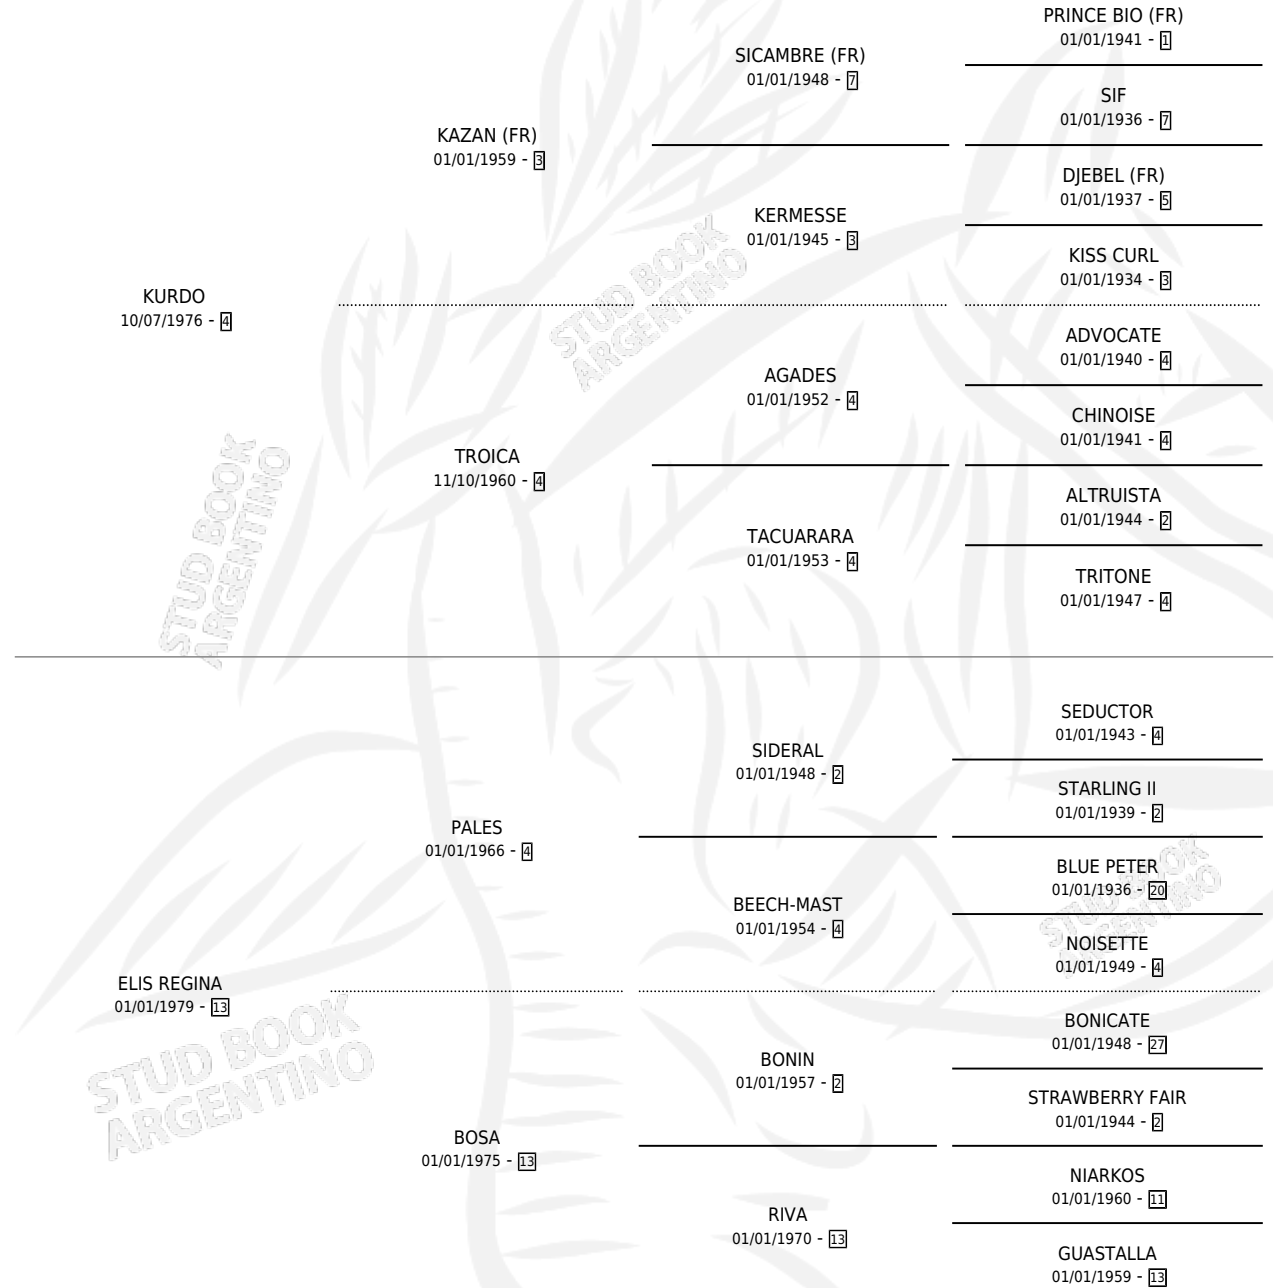 PRINCE BIO (FR)
01/01/1941 - 1
SICAMBRE (FR)
01/01/1948 - 7
SIF
01/01/1936 - 7
KAZAN (FR)
01/01/1959 - 3
DJEBEL (FR)
01/01/1937 - 5
KERMESSE
01/01/1945 - 3
KISS CURL
01/01/1934 - 3
KURDO
10/07/1976 - 4
ADVOCATE
01/01/1940 - 4
AGADES
01/01/1952 - 4
CHINOISE
01/01/1941 - 4
TROICA
11/10/1960 - 4
ALTRUISTA
01/01/1944 - 2
TACUARARA
01/01/1953 - 4
TRITONE
01/01/1947 - 4
SEDUCTOR
01/01/1943 - 4
SIDERAL
01/01/1948 - 2
STARLING II
01/01/1939 - 2
PALES
01/01/1966 - 4
BLUE PETER
01/01/1936 - 20
BEECH-MAST
01/01/1954 - 4
NOISETTE
01/01/1949 - 4
ELIS REGINA
01/01/1979 - 13
BONICATE
01/01/1948 - 27
BONIN
01/01/1957 - 2
STRAWBERRY FAIR
01/01/1944 - 2
BOSA
01/01/1975 - 13
NIARKOS
01/01/1960 - 11
RIVA
01/01/1970 - 13
GUASTALLA
01/01/1959 - 13
STUD BOOK
ARGENTINO
STUD BOOK
ARGENTINO
STUD BOOK
ARGENTINO
STUD BOOK
ARGENTINO